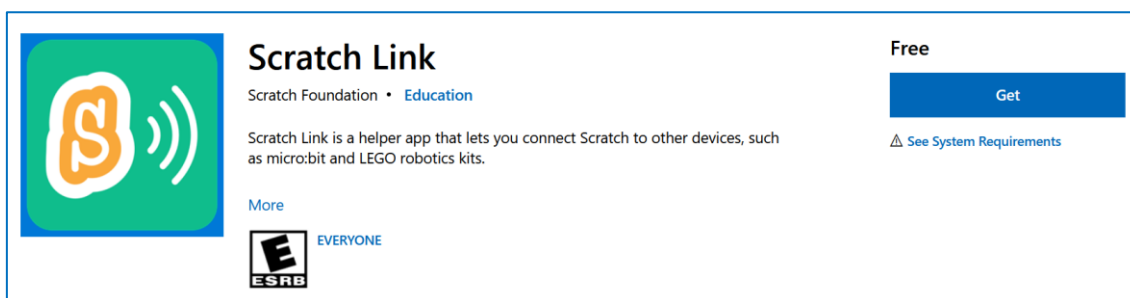 S
Scratch Link
Scratch Foundation • Education
Scratch Link is a helper app that lets you connect Scratch to other devices, such
as micro:bit and LEGO robotics kits.
More
E
ESRB
EVERYONE
Free
Get
See System Requirements